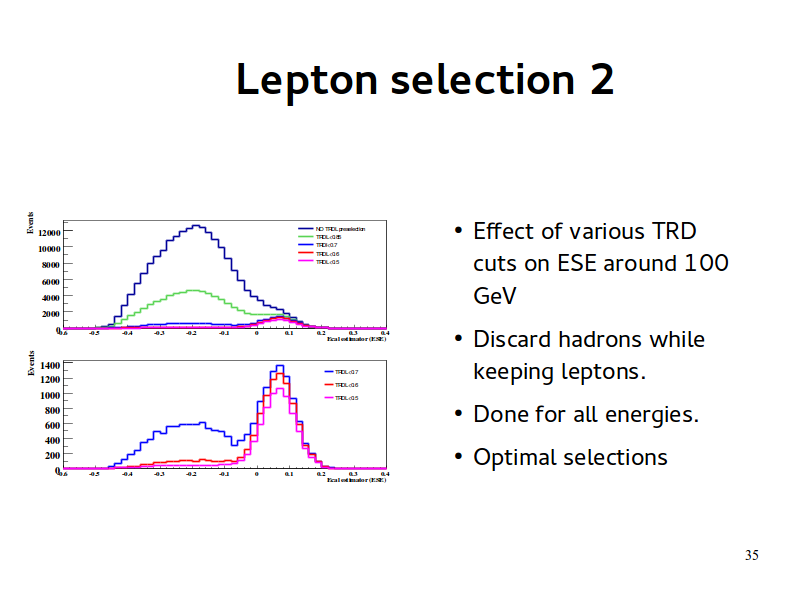 Lepton selection 2
Events
12000
10000
8000
6000
4000
2000
0
NO TRDL preselection
TRDL<0.85
TRDl<0.7
TRDL<0.6
TRDL<0.5
-0.6 -0.5 -0.4 -0.3 -0.2 -0.1 0 0.1 0.2 0.3 0.4
Ecal estimator (ESE)
Events
1400
1200
1000
800
600
400
200
0
TRDL<0.7
TRDL<0.6
TRDL<0.5
-0.6 -0.5 -0.4 -0.3 -0.2 -0.1 0 0.1 0.2 0.3 0.4
Ecal estimator (ESE)
• Effect of various TRD
cuts on ESE around 100
GeV
• Discard hadrons while
keeping leptons.
• Done for all energies.
• Optimal selections
35